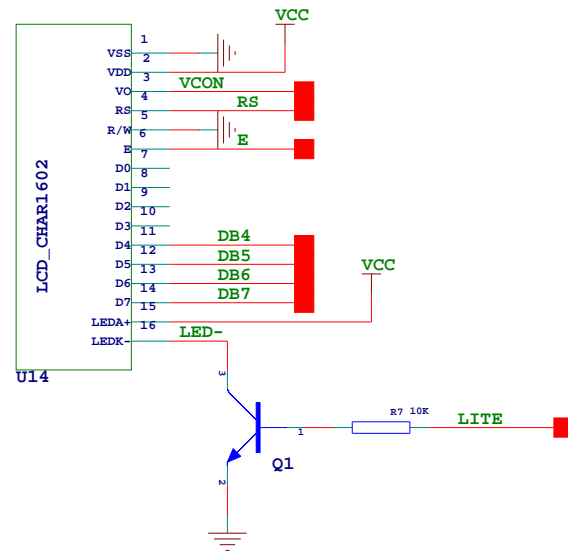 VCC
1
VSS
2
VDD
3
VCON
VO
4
RS
RS
5
R/W
6
E
E
7
D0
8
D1
9
D2
10
D3
11
DB4
D4
12
DB5
D5
13
DB6
D6
14
DB7
D7
15
VCC
LEDA+
16
LED-
LEDK-
LCD_CHAR1602
U14
3
R7 10K
LITE
1
Q1
2